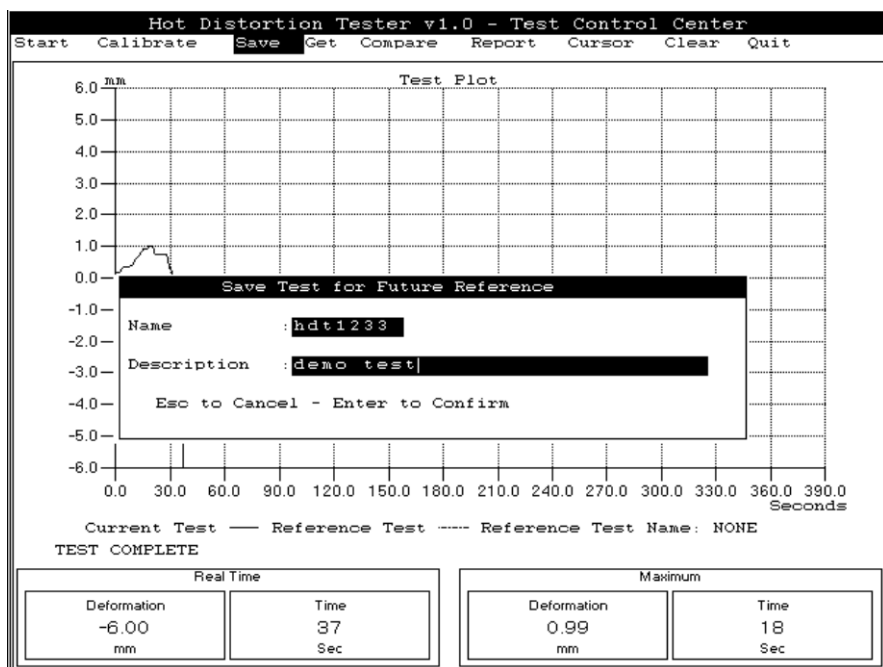 Hot Distortion Tester v1.0 - Test Control Center
Start Calibrate Save Get Compare Report Cursor Clear Quit
Test Plot
mm
6.0
5.0
4.0
3.0
2.0
1.0
0.0
-1.0
-2.0
-3.0
-4.0
-5.0
-6.0
Save Test for Future Reference
Name :hdt1233
Description :demo test
Esc to Cancel - Enter to Confirm
0.0 30.0 60.0 90.0 120.0 150.0 180.0 210.0 240.0 270.0 300.0 330.0 360.0 390.0
Seconds
Current Test — Reference Test ----- Reference Test Name: NONE
TEST COMPLETE
Real Time
Deformation Time
-6.00 37
mm Sec
Maximum
Deformation Time
0.99 18
mm Sec